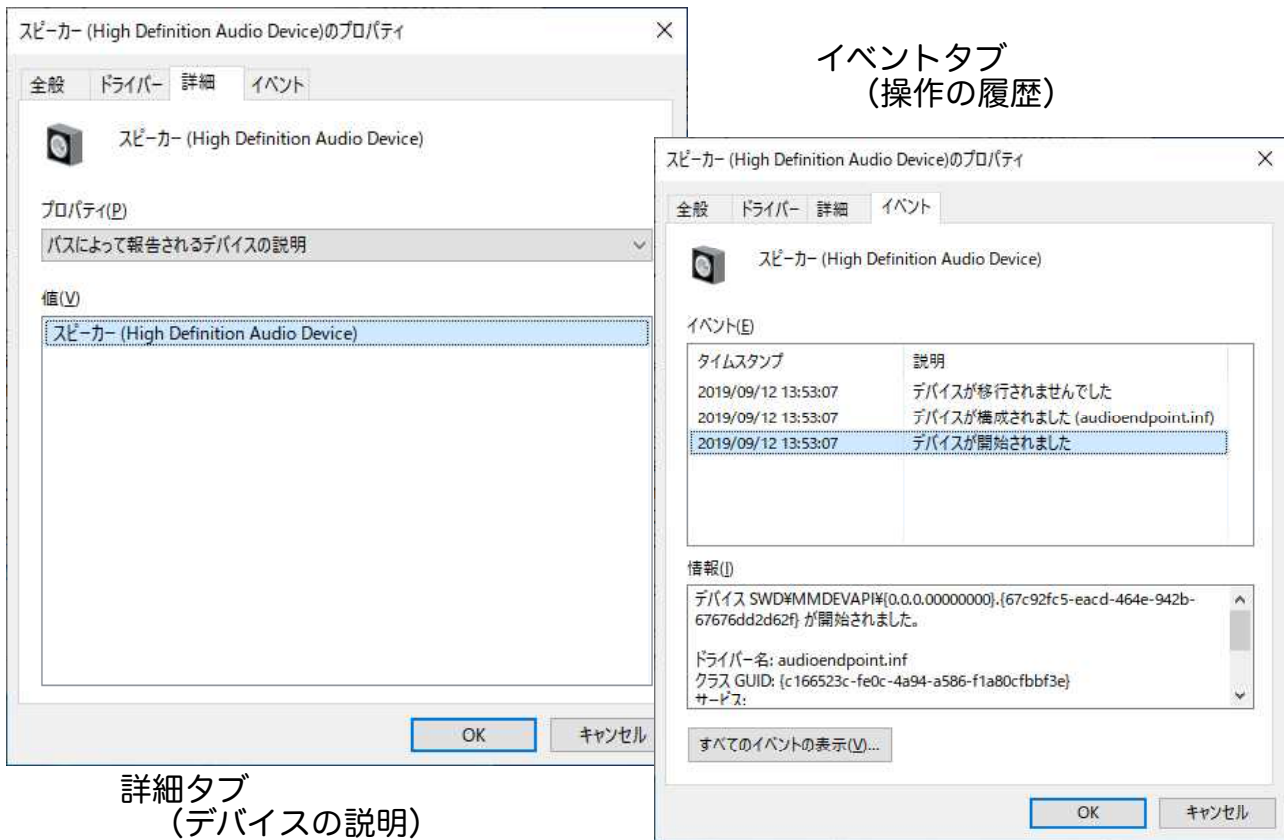 スピーカー (High Definition Audio Device)のプロパティ
全般 ドライバー 詳細 イベント
スピーカー (High Definition Audio Device)
プロパティ(P)
バスによって報告されるデバイスの説明
値(V)
スピーカー (High Definition Audio Device)
OK キャンセル
詳細タブ
(デバイスの説明)
イベントタブ
(操作の履歴)
スピーカー (High Definition Audio Device)のプロパティ
全般 ドライバー 詳細 イベント
スピーカー (High Definition Audio Device)
イベント(E)
タイムスタンプ 説明
2019/09/12 13:53:07 デバイスが移行されませんでした
2019/09/12 13:53:07 デバイスが構成されました (audioendpoint.inf)
2019/09/12 13:53:07 デバイスが開始されました
情報(I)
デバイス SWD¥MMDEVAPI¥{0.0.0.00000000}.{67c92fc5-eacd-464e-942b-
67676dd2d62f} が開始されました。
ドライバー名: audioendpoint.inf
クラス GUID: {c166523c-fe0c-4a94-a586-f1a80cfbbf3e}
サービス:
すべてのイベントの表示(V)...
OK キャンセル